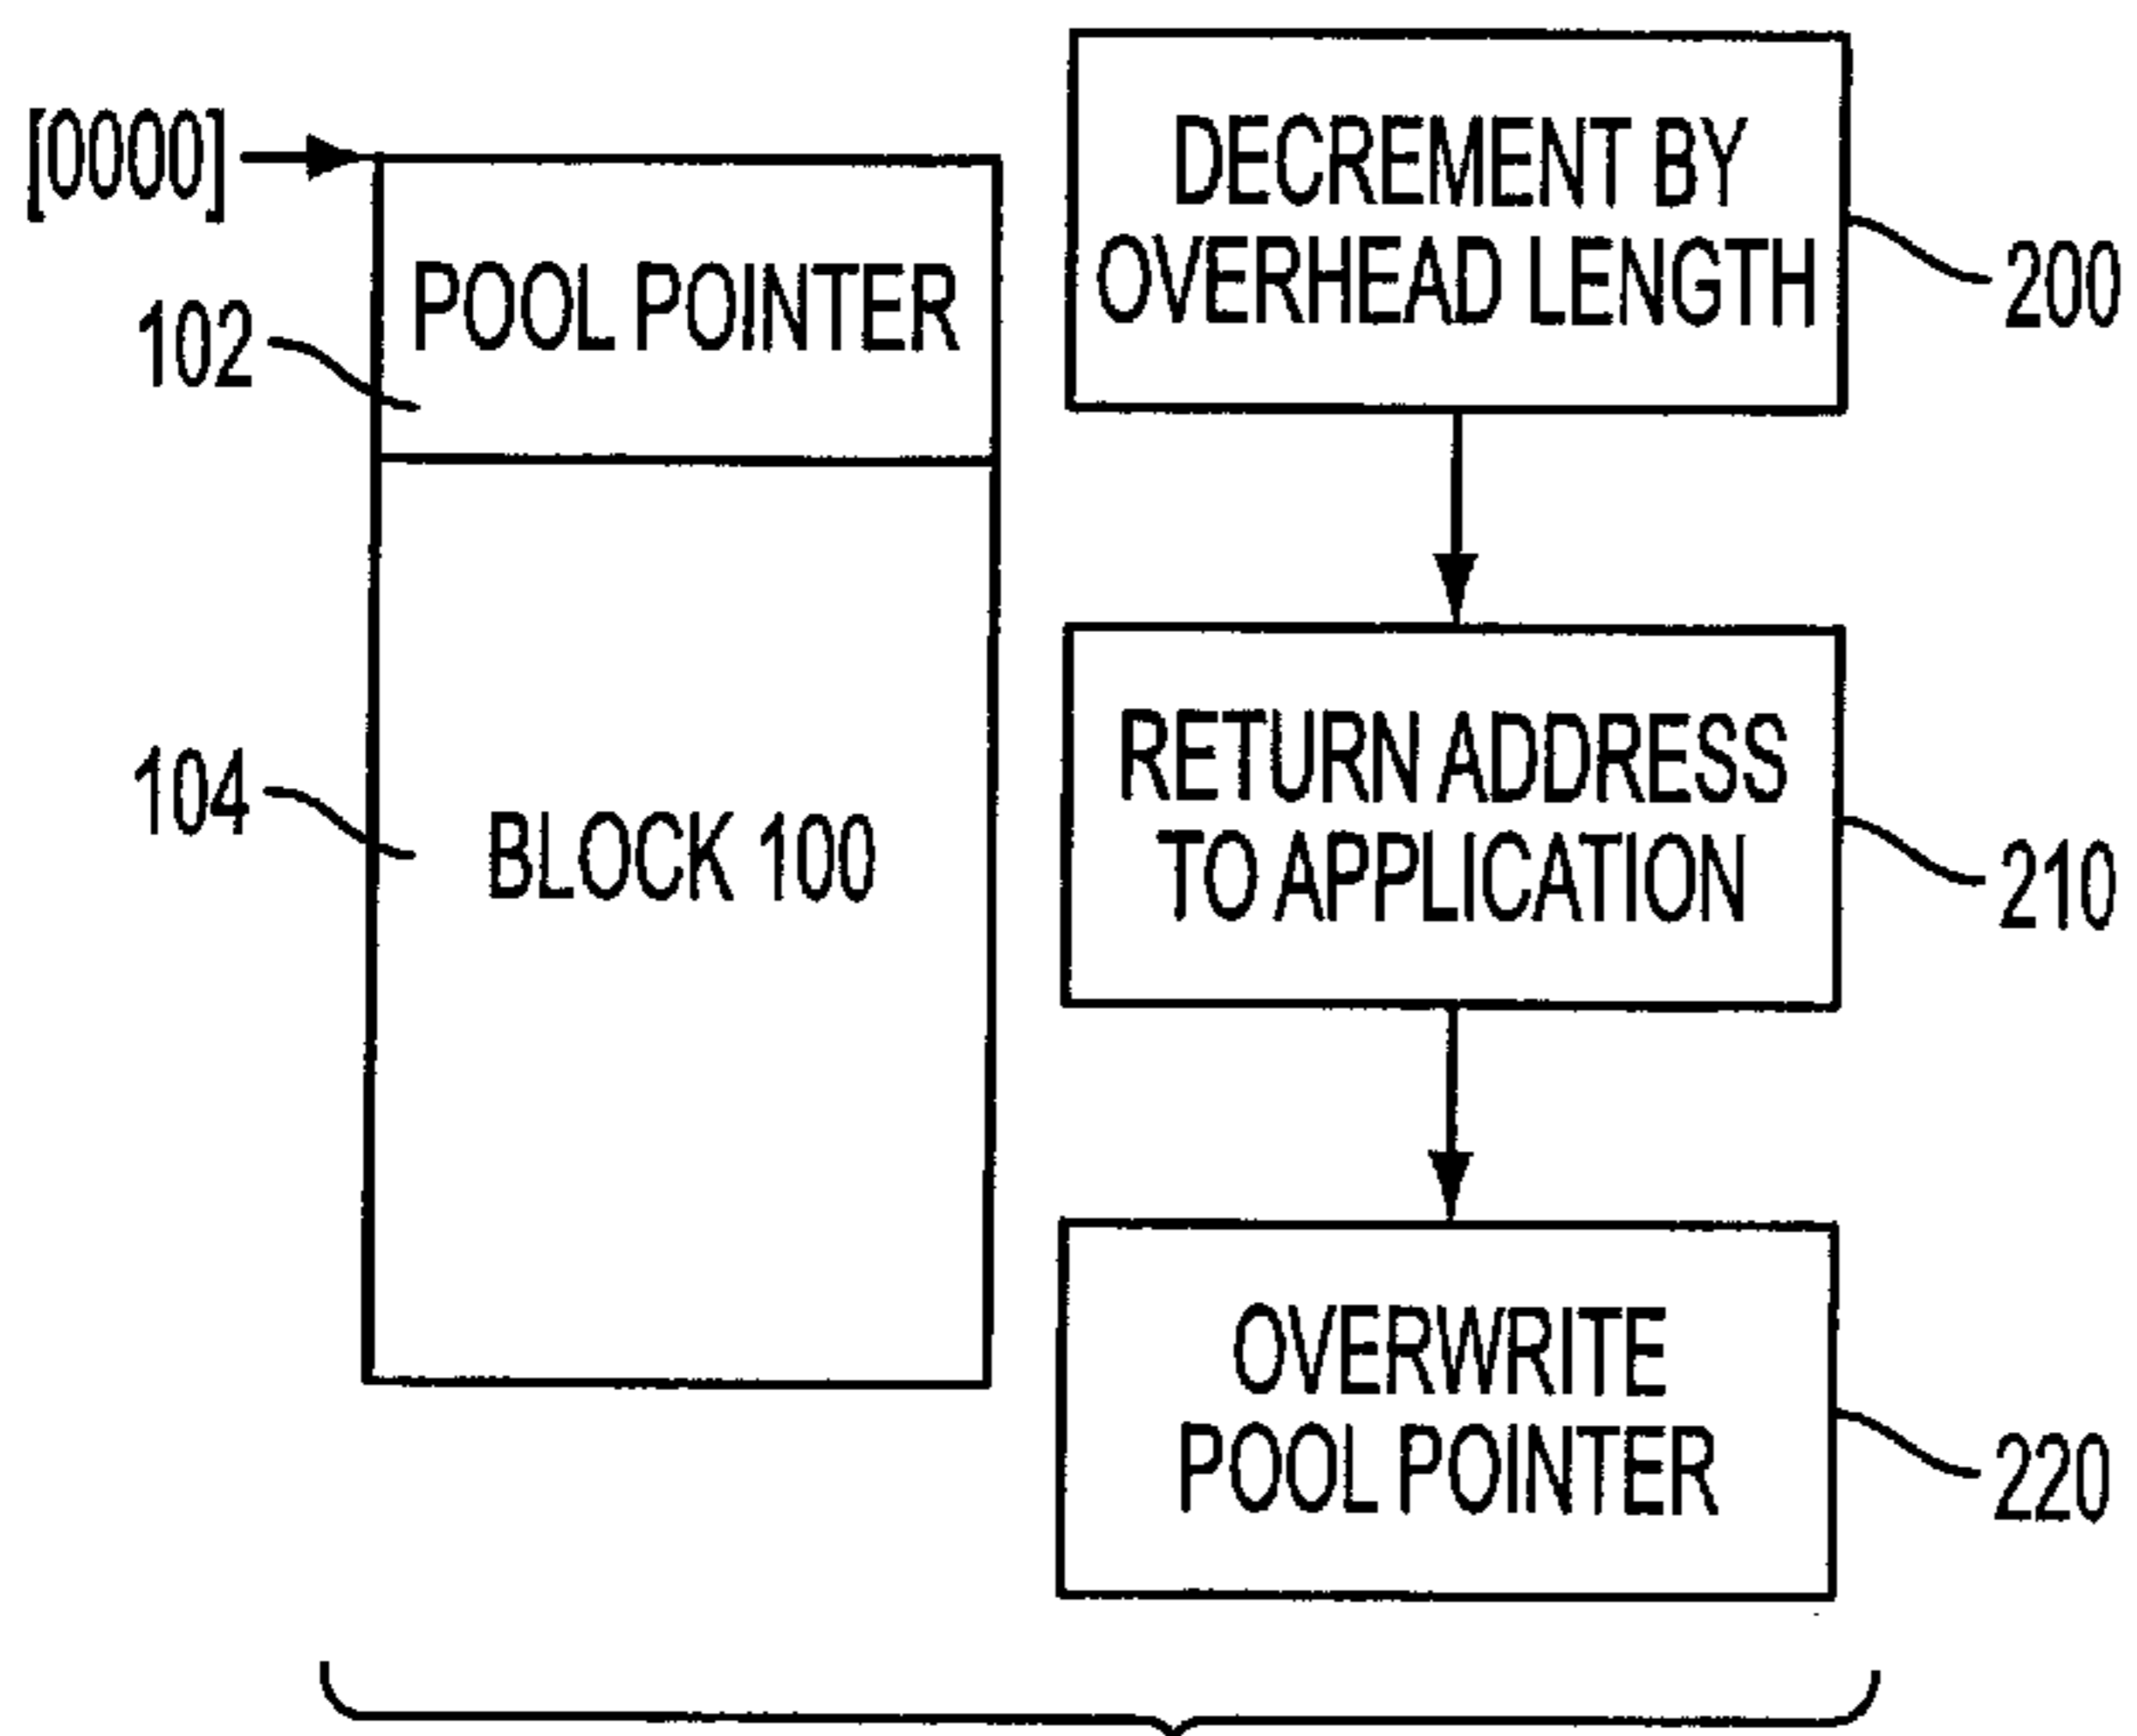 [0000]
POOL POINTER
102
104
BLOCK 100
DECREMENT BY
OVERHEAD LENGTH
200
RETURN ADDRESS
TO APPLICATION
210
OVERWRITE
POOL POINTER
220